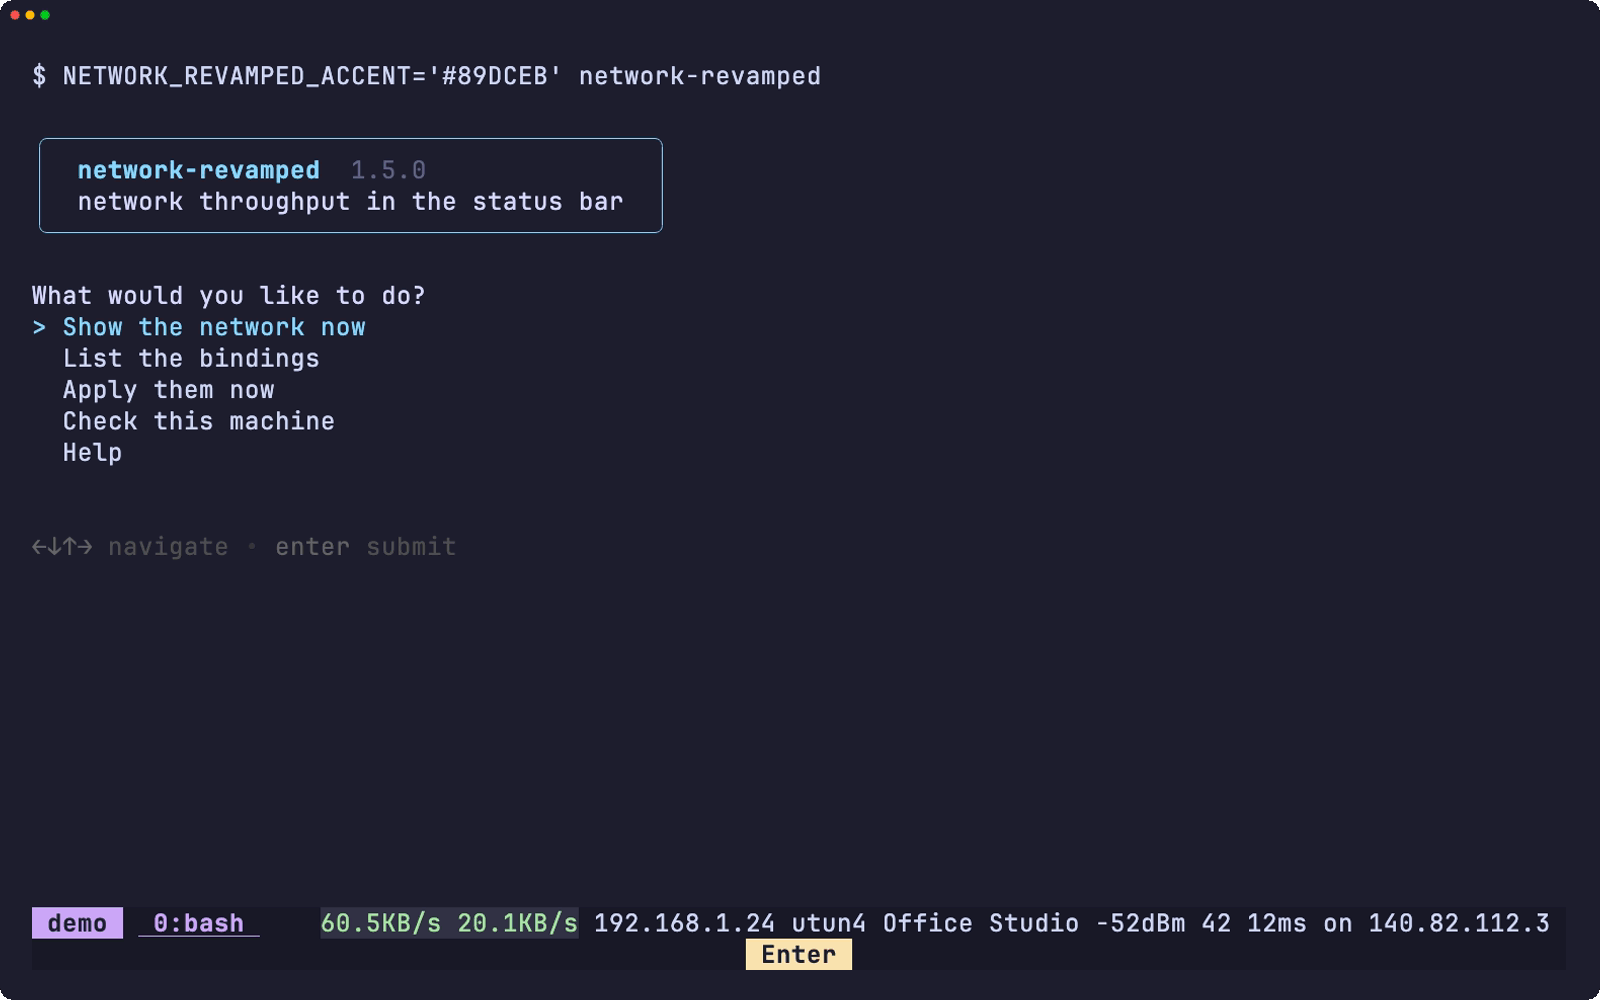 $ NETWORK_REVAMPED_ACCENT='#89DCEB' network-revamped
network-revamped 1.5.0
network throughput in the status bar
What would you like to do?
> Show the network now
List the bindings
Apply them now
Check this machine
Help
←↓↑→ navigate • enter submit
demo 0:bash 60.5KB/s 20.1KB/s 192.168.1.24 utun4 Office Studio -52dBm 42 12ms on 140.82.112.3
Enter